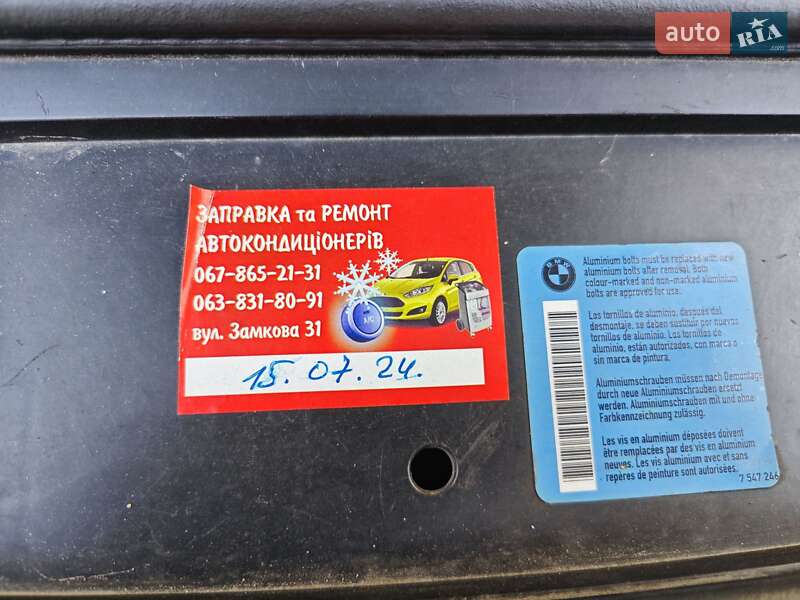 auto RIA
.com
ЗАПРАВКА та РЕМОНТ
АВТОКОНДИЦІОНЕРІВ
067-865-21-31
063-831-80-91
вул. Замкова 31
A/C
15. 07. 24.
BMW
Aluminium bolts must be replaced with new
aluminium bolts after removal. Both
colour-marked and non-marked aluminium
bolts are approved for use.
Los tornillos de aluminio, después del
desmontaje, se deben sustituir por nuevos
tornillos de aluminio. Los tornillos de
aluminio, están autorizados, con marca o
sin marca de pintura.
Aluminiumschrauben müssen nach Demontage
durch neue Aluminiumschrauben ersetzt
werden. Aluminiumschrauben mit und ohne
Farbkennzeichnung zulässig.
Les vis en aluminium déposées doivent
être remplacées par des vis en aluminium
neuves. Les vis aluminium avec et sans
repères de peinture sont autorisées.
7 547 246